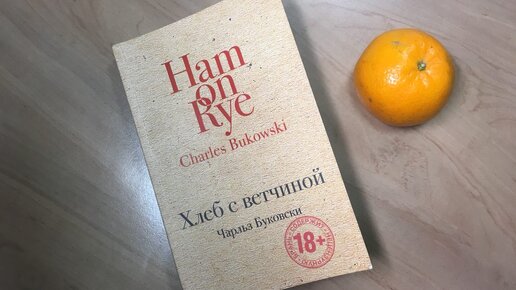 Ham
on
Rye
Charles Bukowski
Хлеб с ветчиной
Чарльз Буковски
18+